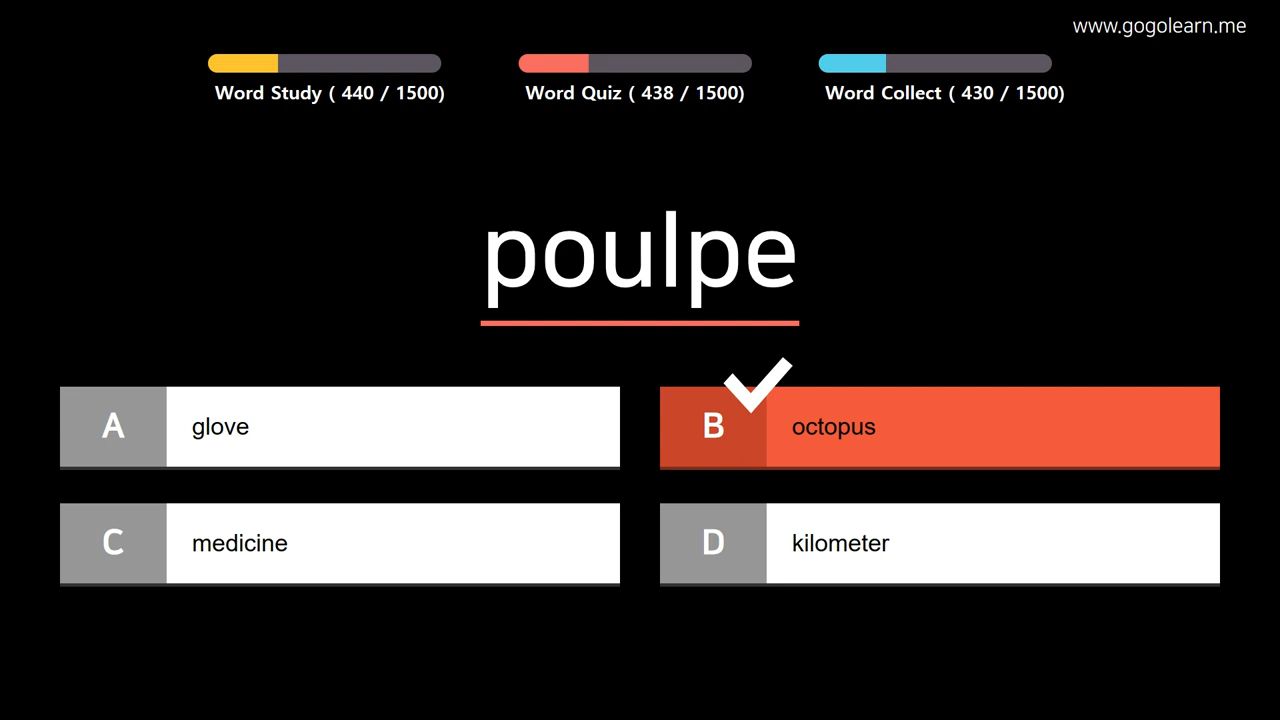 www.gogolearn.me
Word Study ( 440 / 1500)
Word Quiz ( 438 / 1500)
Word Collect ( 430 / 1500)
poulpe
A glove
B octopus
C medicine
D kilometer